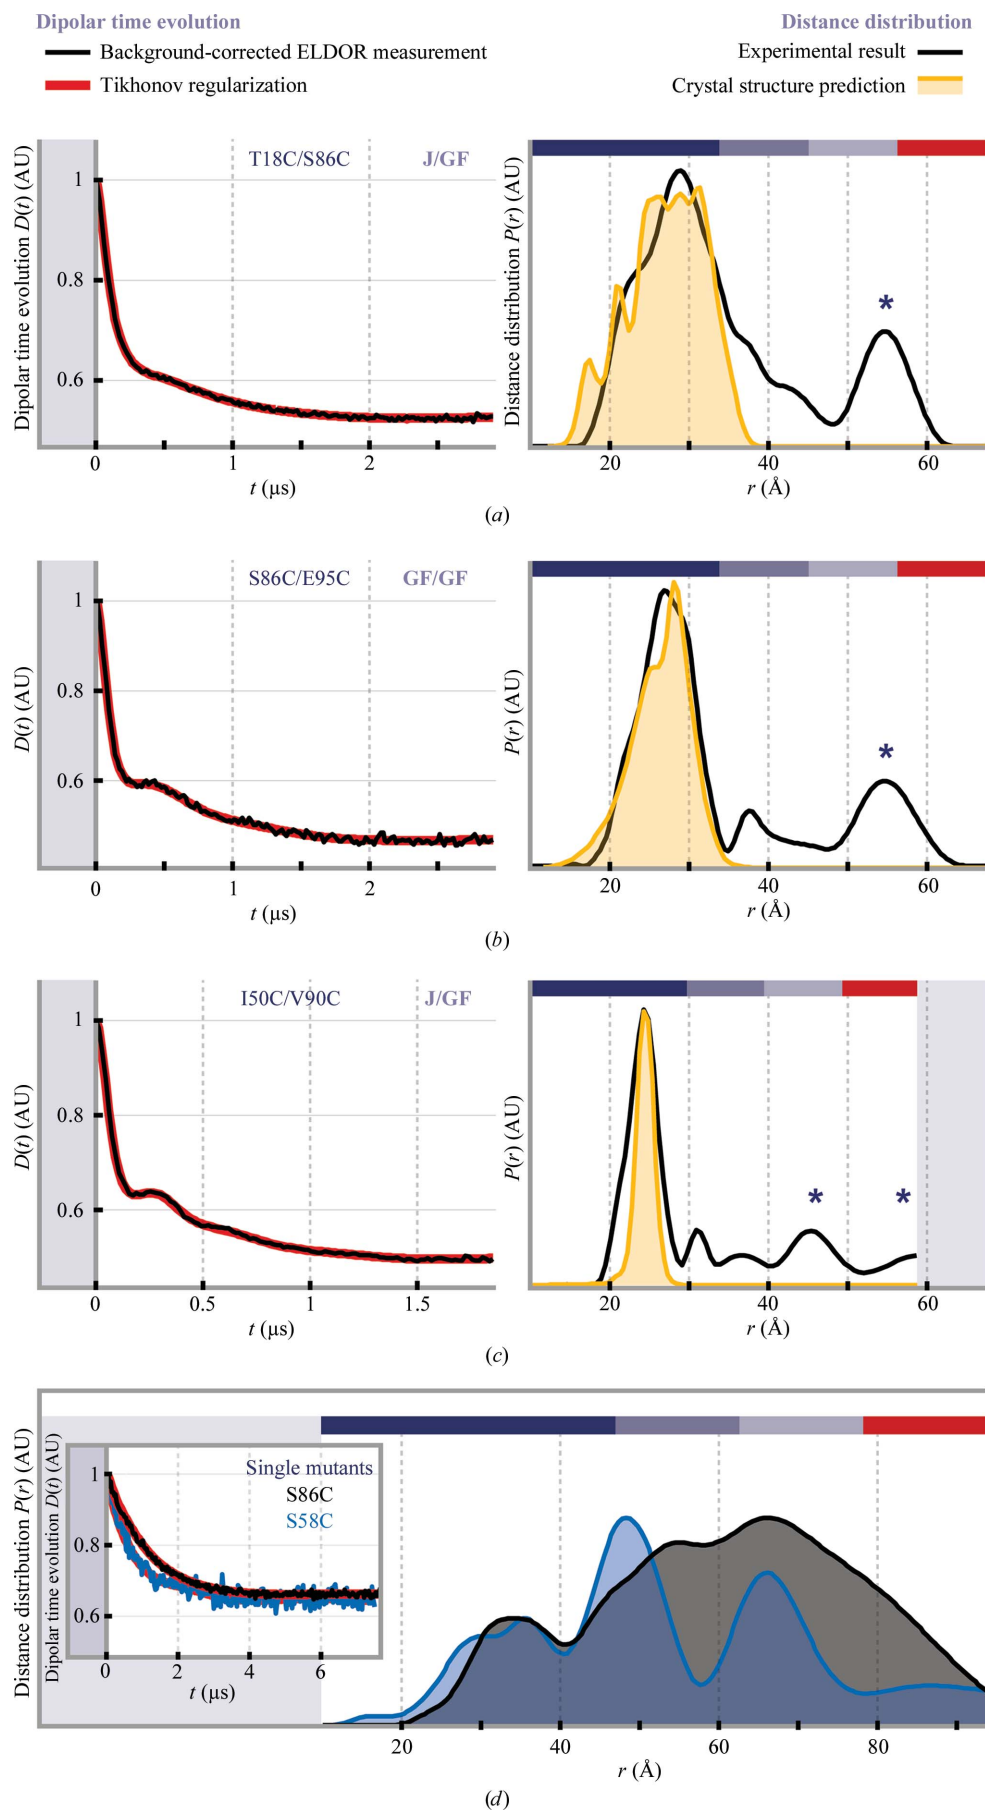 Dipolar time evolution
Distance distribution
Background-corrected ELDOR measurement
Experimental result
Tikhonov regularization
Crystal structure prediction
Dipolar time evolution D(t) (AU)
T18C/S86C
J/GF
1
0.8
0.6
0
1
2
t (µs)
Distance distribution P(r) (AU)
*
20
40
60
r (Å)
(a)
D(t) (AU)
S86C/E95C
GF/GF
1
0.8
0.6
0
1
2
t (µs)
P(r) (AU)
*
20
40
60
r (Å)
(b)
D(t) (AU)
I50C/V90C
J/GF
1
0.8
0.6
0
0.5
1
1.5
t (µs)
P(r) (AU)
* *
20
40
60
r (Å)
(c)
Distance distribution P(r) (AU)
Dipolar time evolution D(t) (AU)
Single mutants
S86C
S58C
1
0.8
0.6
0
2
4
6
t (µs)
20
40
60
80
r (Å)
(d)